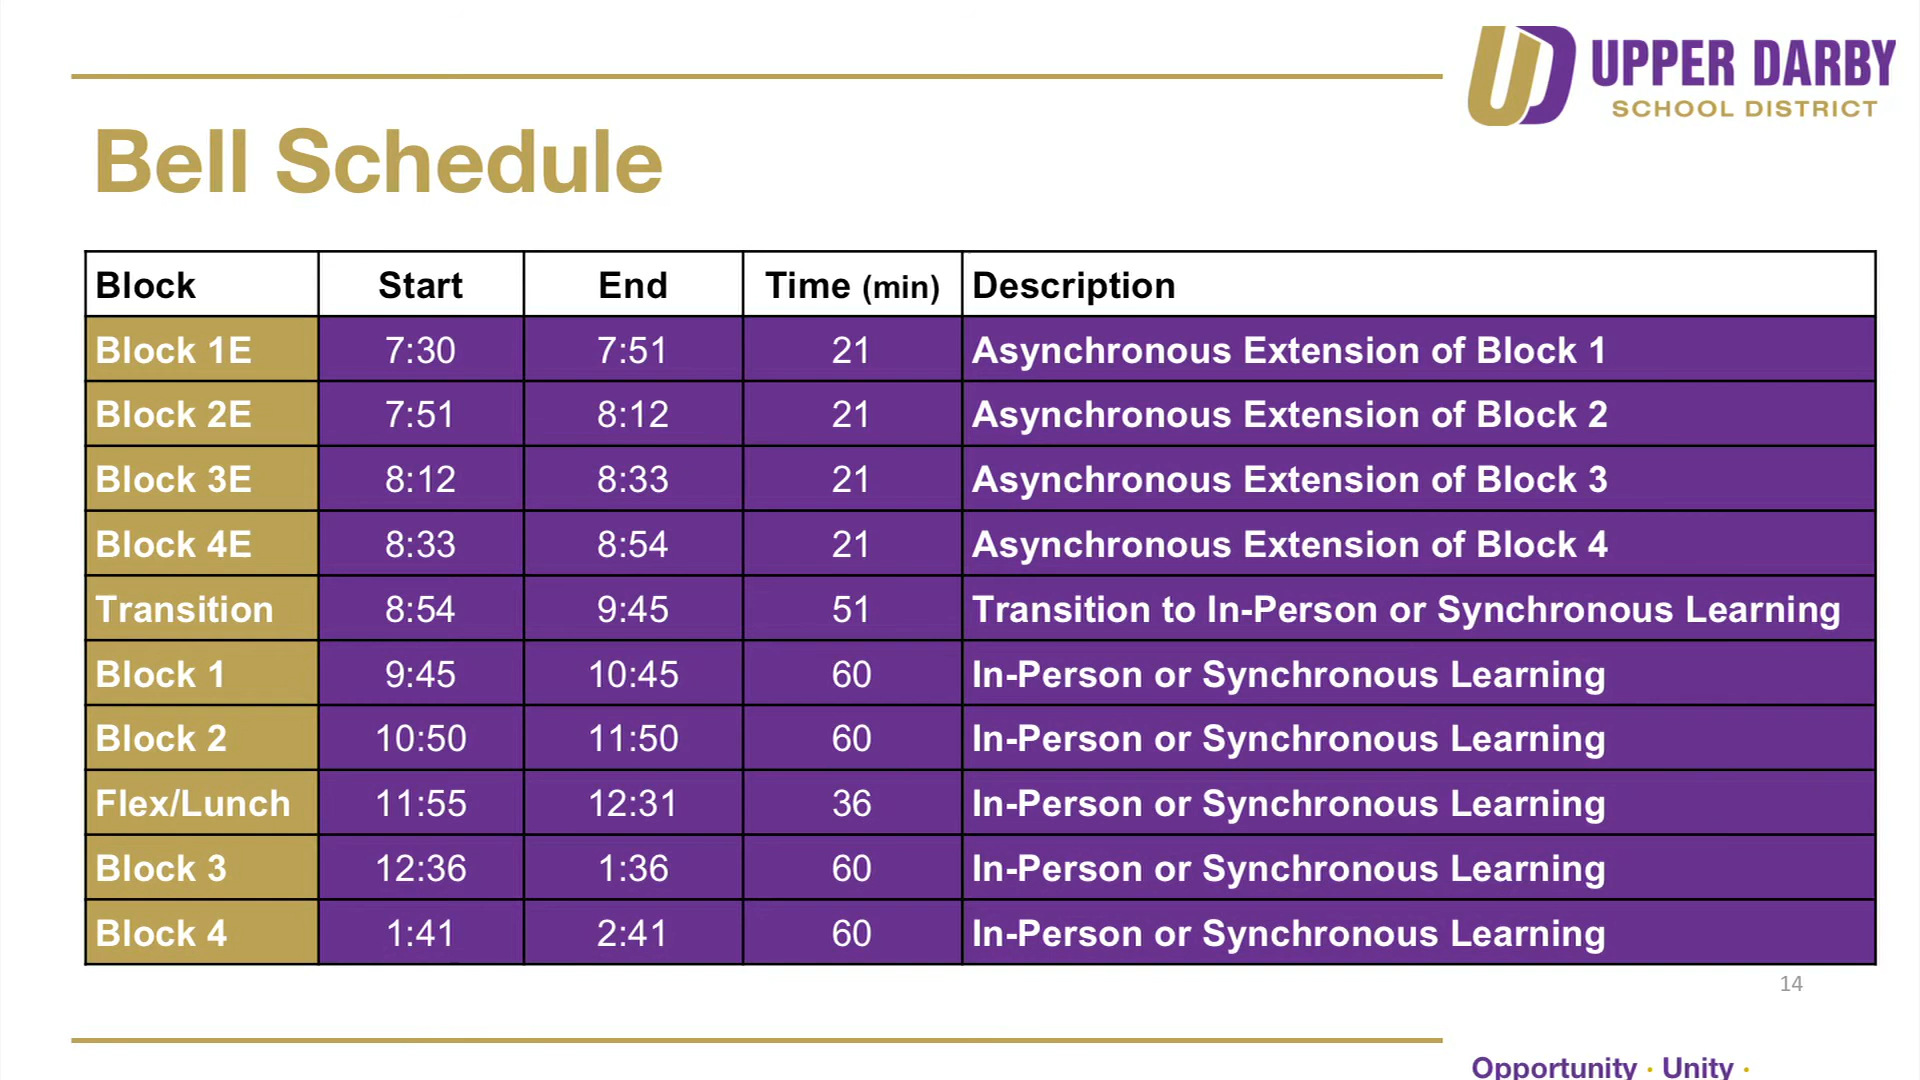 UPPER DARBY
SCHOOL DISTRICT
Bell Schedule
Block Start End Time (min) Description
Block 1E 7:30 7:51 21 Asynchronous Extension of Block 1
Block 2E 7:51 8:12 21 Asynchronous Extension of Block 2
Block 3E 8:12 8:33 21 Asynchronous Extension of Block 3
Block 4E 8:33 8:54 21 Asynchronous Extension of Block 4
Transition 8:54 9:45 51 Transition to In-Person or Synchronous Learning
Block 1 9:45 10:45 60 In-Person or Synchronous Learning
Block 2 10:50 11:50 60 In-Person or Synchronous Learning
Flex/Lunch 11:55 12:31 36 In-Person or Synchronous Learning
Block 3 12:36 1:36 60 In-Person or Synchronous Learning
Block 4 1:41 2:41 60 In-Person or Synchronous Learning
14
Opportunity · Unity ·